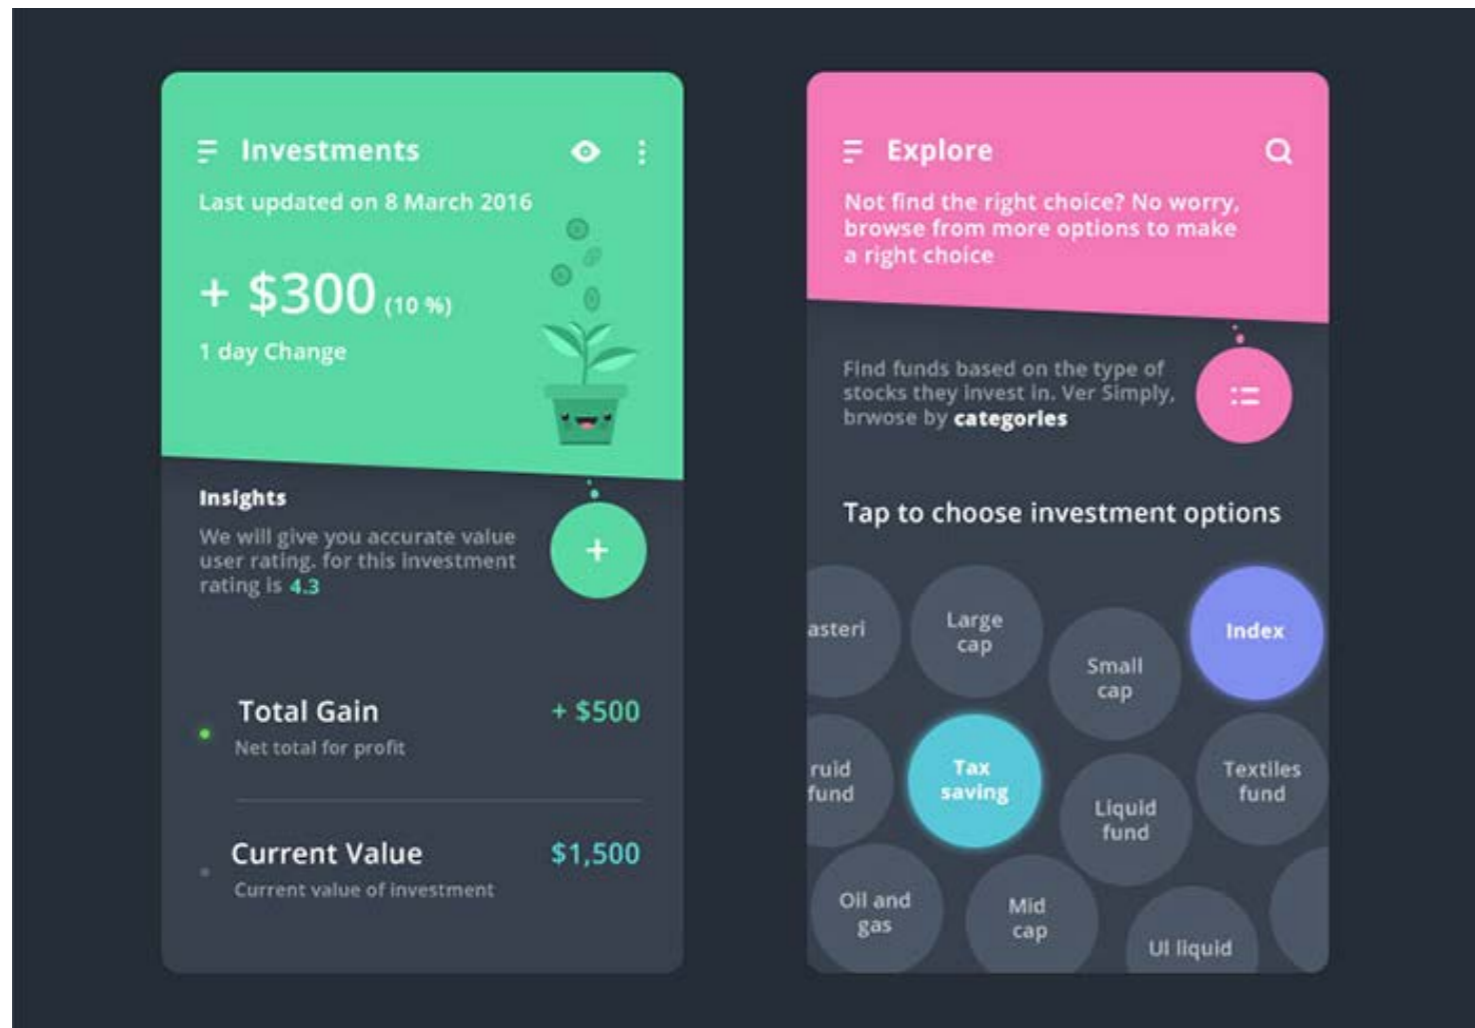 Investments
Last updated on 8 March 2016
+ $300 (10 %)
1 day Change
Insights
We will give you accurate value
user rating. for this investment
rating is 4.3
Total Gain
+ $500
Net total for profit
Current Value
$1,500
Current value of investment
Explore
Not find the right choice? No worry,
browse from more options to make
a right choice
Find funds based on the type of
stocks they invest in. Ver Simply,
brwose by categories
Tap to choose investment options
asteri
Large
cap
Small
cap
Index
ruid
fund
Tax
saving
Liquid
fund
Textiles
fund
Oil and
gas
Mid
cap
UI liquid